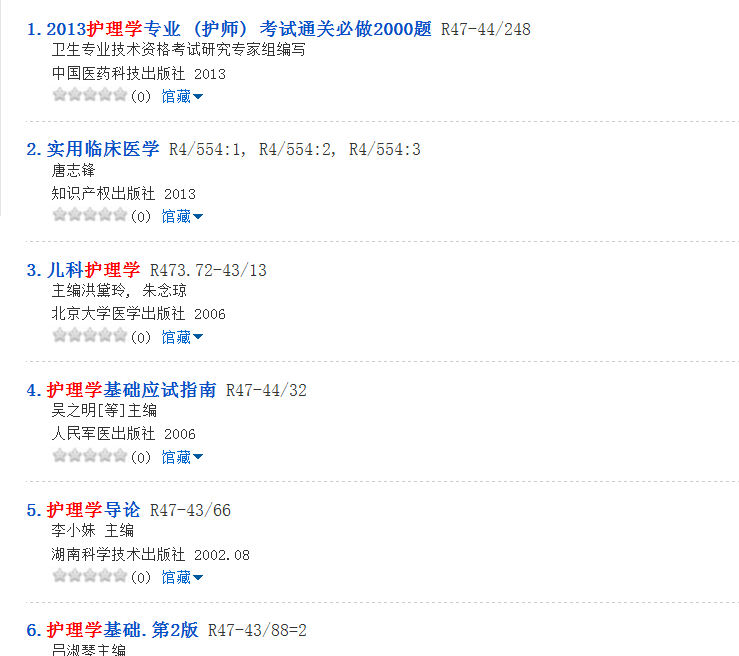 1. 2013护理学专业 (护师) 考试通关必做2000题 R47-44/248
卫生专业技术资格考试研究专家组编写
中国医药科技出版社 2013
(0) 馆藏
2. 实用临床医学 R4/554:1, R4/554:2, R4/554:3
唐志锋
知识产权出版社 2013
(0) 馆藏
3. 儿科护理学 R473.72-43/13
主编洪黛玲, 朱念琼
北京大学医学出版社 2006
(0) 馆藏
4. 护理学基础应试指南 R47-44/32
吴之明[等]主编
人民军医出版社 2006
(0) 馆藏
5. 护理学导论 R47-43/66
李小妹 主编
湖南科学技术出版社 2002.08
(0) 馆藏
6. 护理学基础.第2版 R47-43/88=2
吕淑琴主编